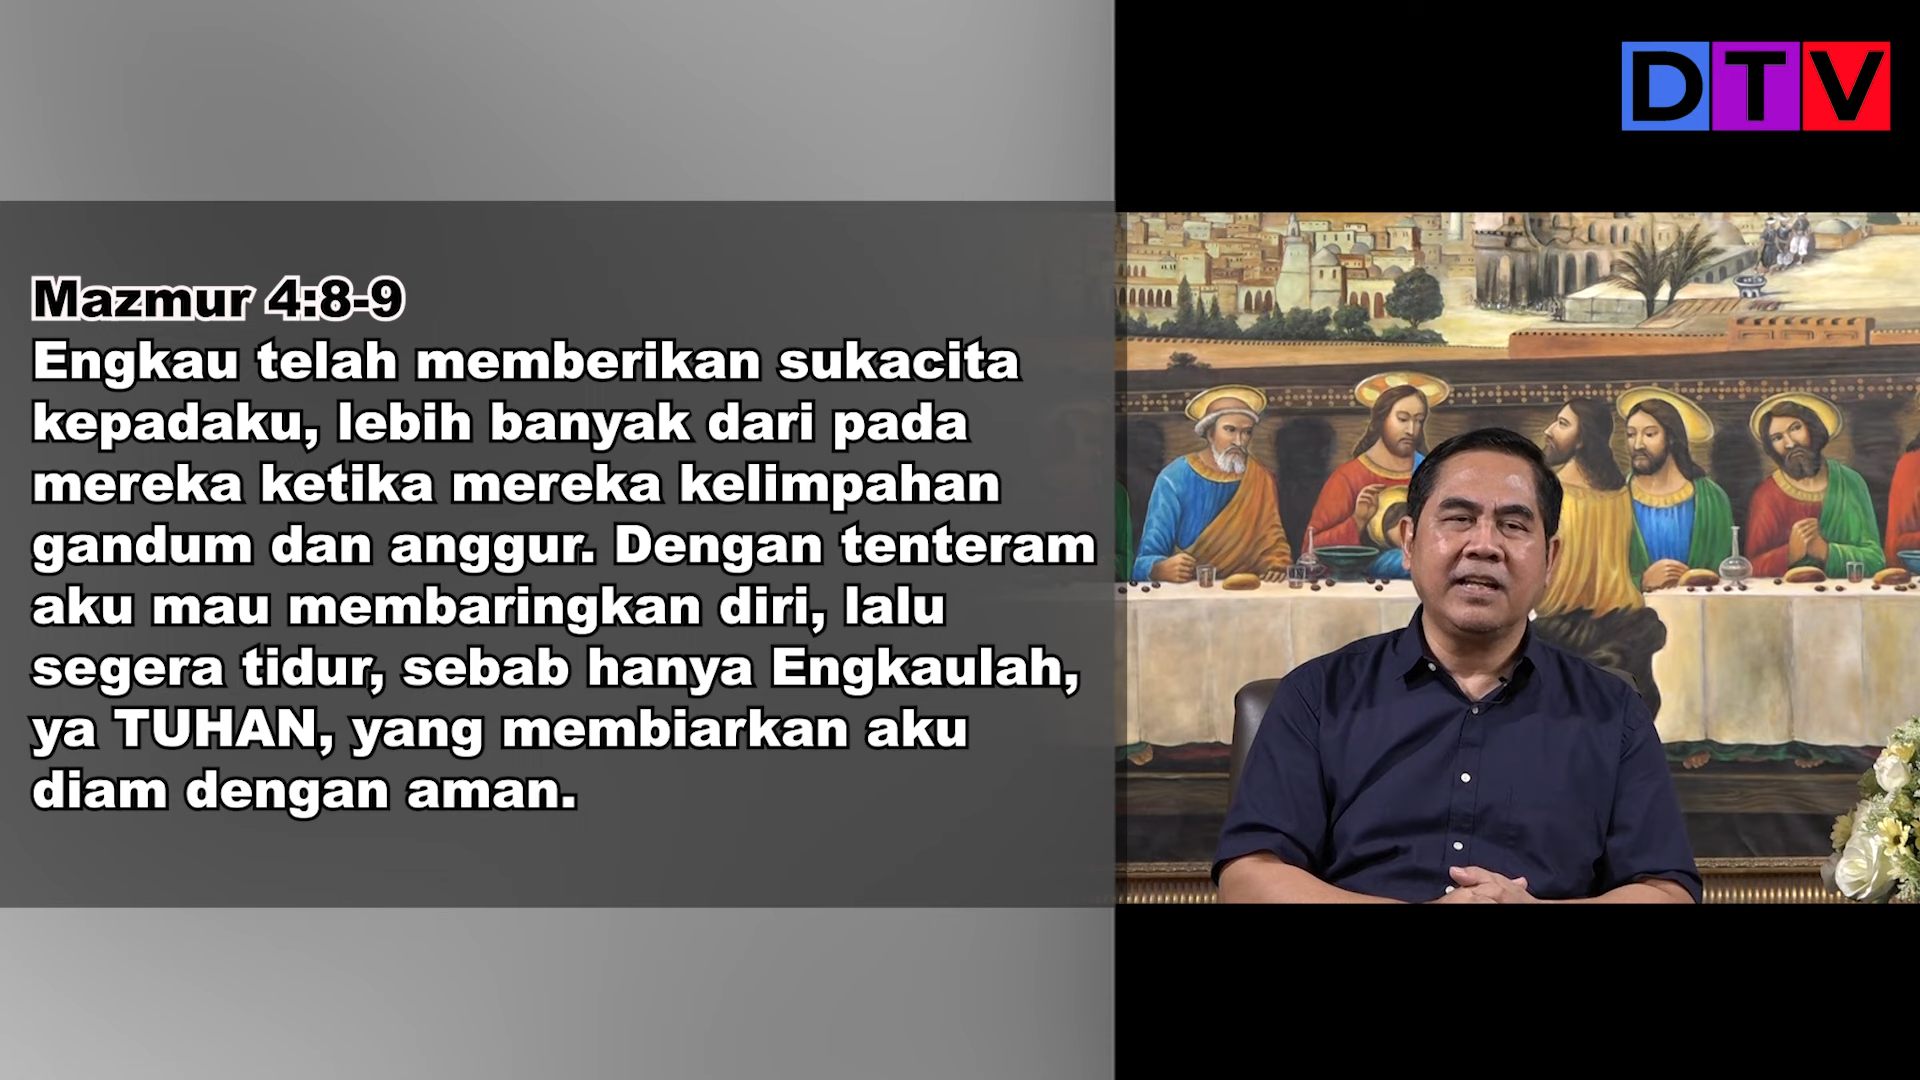 DTV
Mazmur 4:8-9
Engkau telah memberikan sukacita
kepadaku, lebih banyak dari pada
mereka ketika mereka kelimpahan
gandum dan anggur. Dengan tenteram
aku mau membaringkan diri, lalu
segera tidur, sebab hanya Engkaulah,
ya TUHAN, yang membiarkan aku
diam dengan aman.